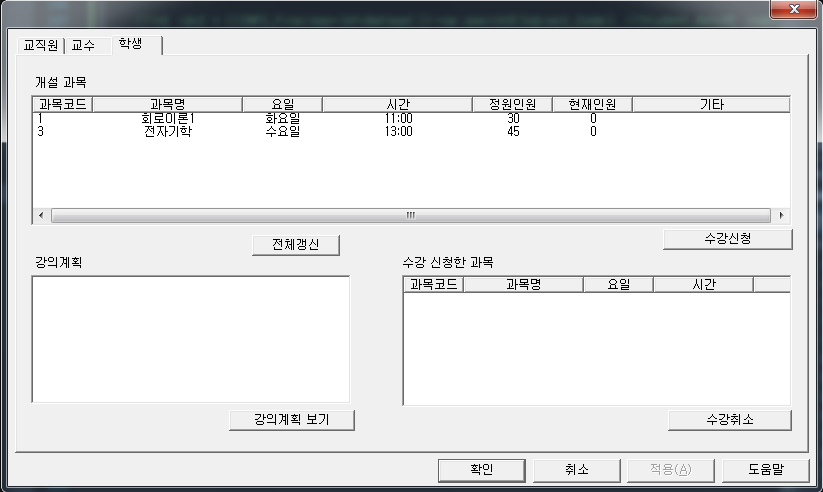 교직원 교수 학생
개설 과목
과목코드 과목명 요일 시간 정원인원 현재인원 기타
1 회로이론1 화요일 11:00 30 0
3 전자기학 수요일 13:00 45 0
전체갱신 수강신청
강의계획 수강 신청한 과목
과목코드 과목명 요일 시간
강의계획 보기 수강취소
확인 취소 적용(A) 도움말